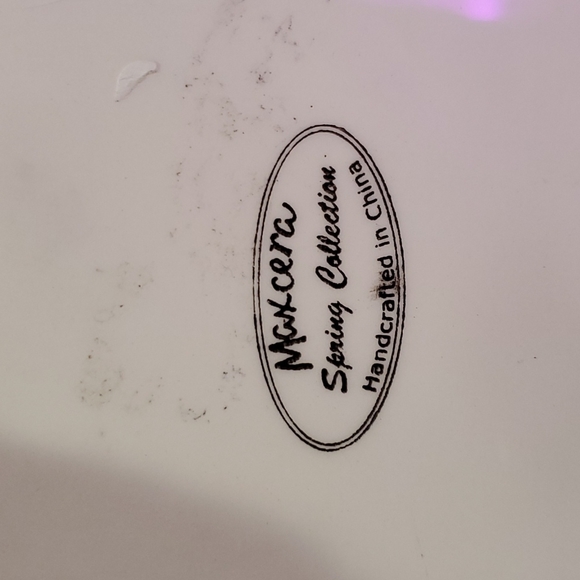 Maxcera
Spring Collection
Handcrafted in China